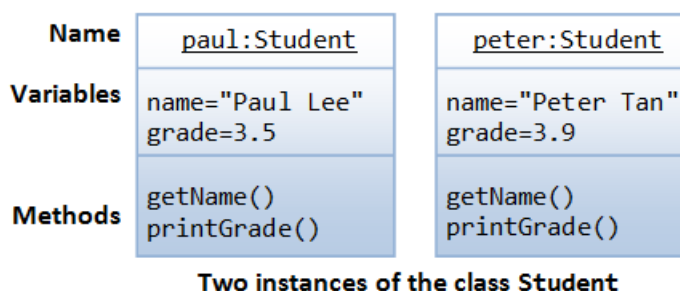 Name
paul:Student
peter:Student
Variables
name="Paul Lee"
grade=3.5
name="Peter Tan"
grade=3.9
Methods
getName()
printGrade()
getName()
printGrade()
Two instances of the class Student